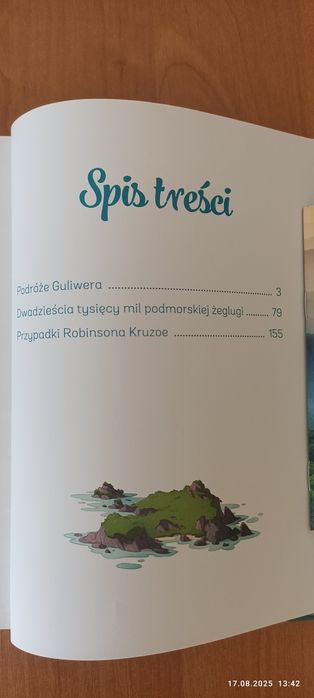 Spis treści
Podróże Guliwera ........................................................ 3
Dwadzieścia tysięcy mil podmorskiej żeglugi .......... 79
Przypadki Robinsona Kruzoe .................................... 155
17.08.2025 13:42